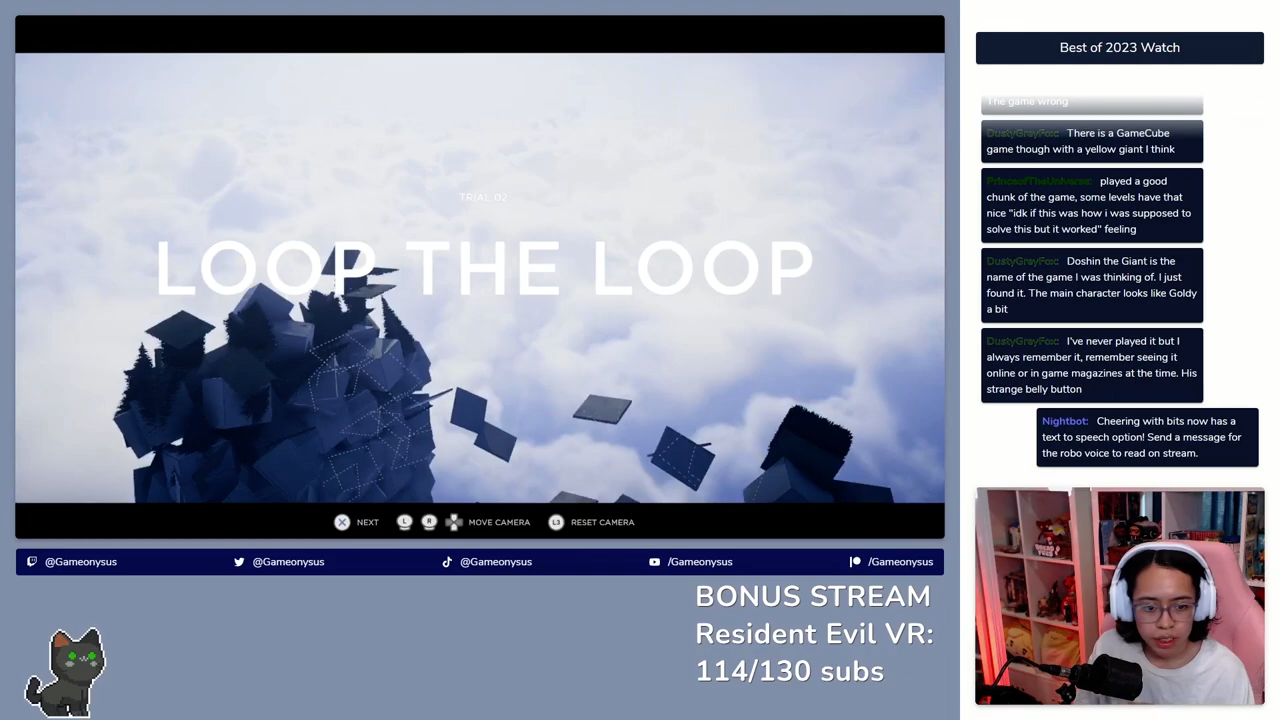 TRIAL 02
LOOP THE LOOP
NEXT
L
R
MOVE CAMERA
L3
RESET CAMERA
@Gameonysus
@Gameonysus
@Gameonysus
/Gameonysus
/Gameonysus
BONUS STREAM
Resident Evil VR:
114/130 subs
Best of 2023 Watch
The game wrong
DustyGreyFox: There is a GameCube
game though with a yellow giant I think
PrinceofTheUniverse: played a good
chunk of the game, some levels have that
nice "idk if this was how i was supposed to
solve this but it worked" feeling
DustyGreyFox: Doshin the Giant is the
name of the game I was thinking of. I just
found it. The main character looks like Goldy
a bit
DustyGreyFox: I've never played it but I
always remember it, remember seeing it
online or in game magazines at the time. His
strange belly button
Nightbot: Cheering with bits now has a
text to speech option! Send a message for
the robo voice to read on stream.